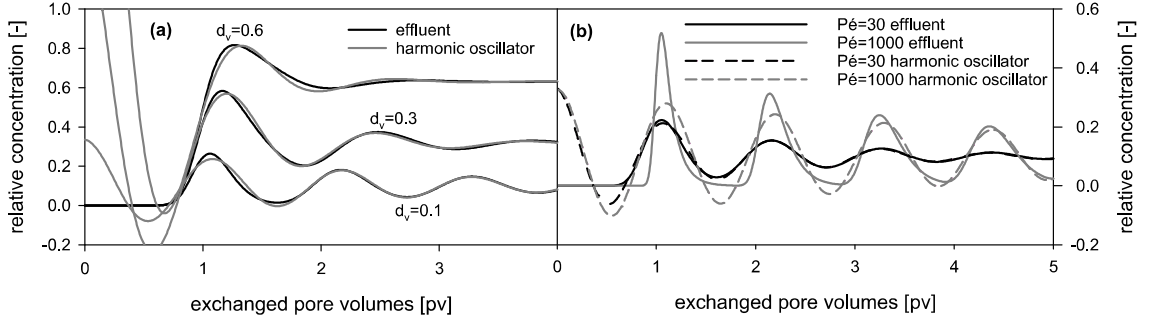 (a)
effluent
harmonic oscillator
dv=0.6
dv=0.3
dv=0.1
1.0
0.8
0.6
0.4
0.2
0.0
-0.2
relative concentration [-]
0 1 2 3
exchanged pore volumes [pv]
(b)
Pé=30 effluent
Pé=1000 effluent
Pé=30 harmonic oscillator
Pé=1000 harmonic oscillator
0.6
0.4
0.2
0.0
-0.2
relative concentration [-]
0 1 2 3 4 5
exchanged pore volumes [pv]